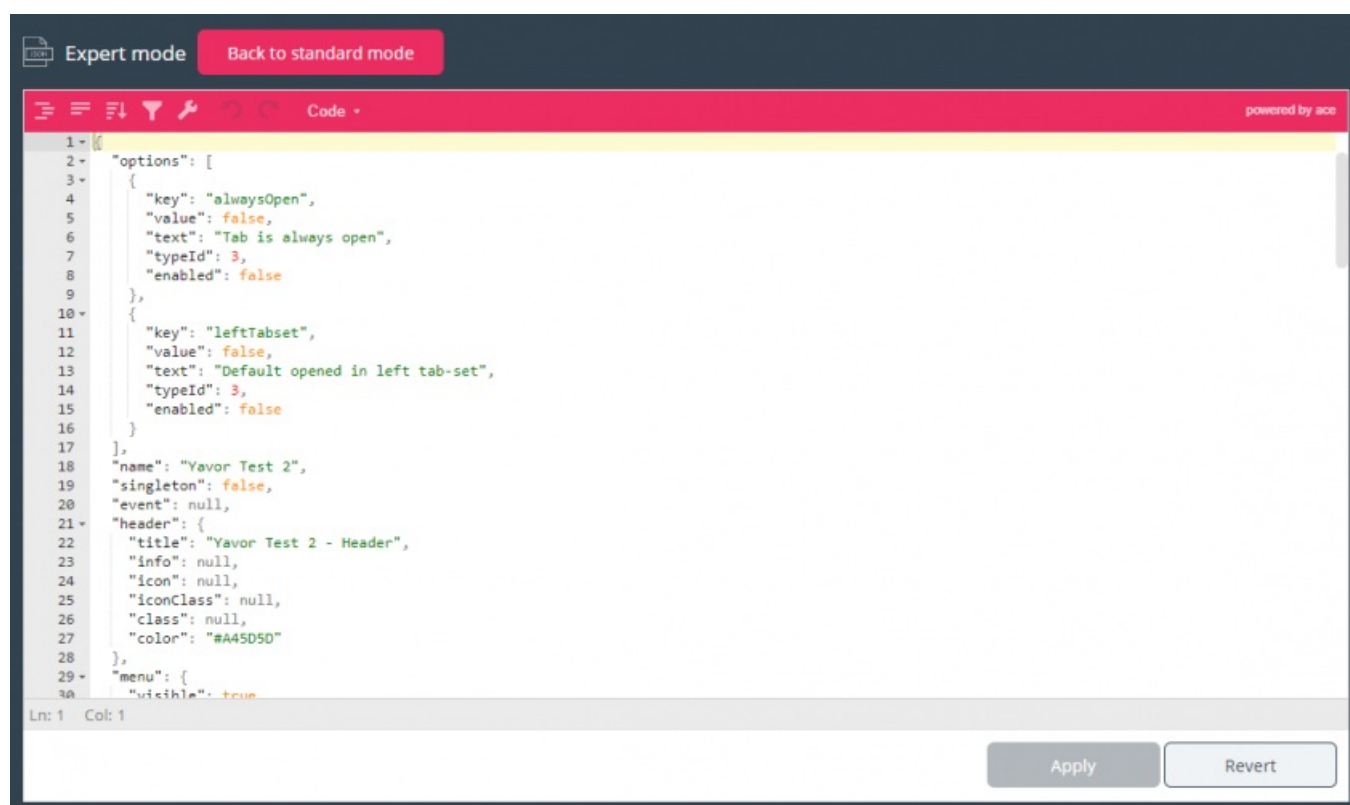 JSON
Expert mode Back to standard mode
Code powered by ace
1 {
2 "options": [
3 {
4 "key": "alwaysOpen",
5 "value": false,
6 "text": "Tab is always open",
7 "typeId": 3,
8 "enabled": false
9 },
10 {
11 "key": "leftTabset",
12 "value": false,
13 "text": "Default opened in left tab-set",
14 "typeId": 3,
15 "enabled": false
16 }
17 ],
18 "name": "Yavor Test 2",
19 "singleton": false,
20 "event": null,
21 "header": {
22 "title": "Yavor Test 2 - Header",
23 "info": null,
24 "icon": null,
25 "iconClass": null,
26 "class": null,
27 "color": "#A45D5D"
28 },
29 "menu": {
30 "visible": true
Ln: 1 Col: 1
Apply Revert